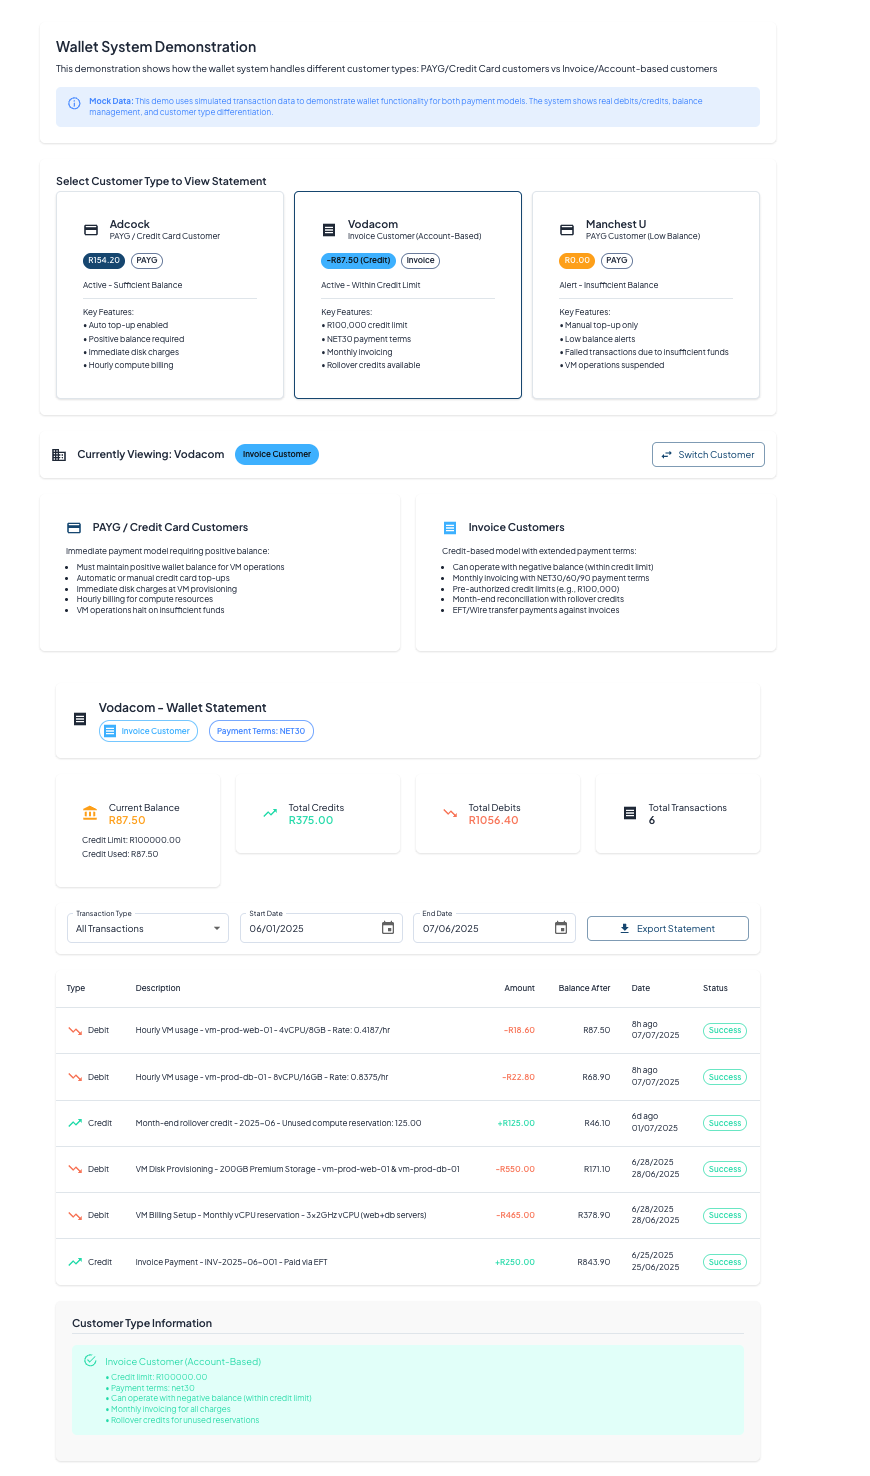 Wallet System Demonstration
This demonstration shows how the wallet system handles different customer types: PAYG/Credit Card customers vs Invoice/Account-based customers
Mock Data: This demo uses simulated transaction data to demonstrate wallet functionality for both payment models. The system shows real debits/credits, balance
management, and customer type differentiation.
Select Customer Type to View Statement
Adcock
PAYG / Credit Card Customer
R154.20 PAYG
Active - Sufficient Balance
Key Features:
• Auto top-up enabled
• Positive balance required
• Immediate disk charges
• Hourly compute billing
Vodacom
Invoice Customer (Account-Based)
-R87.50 (Credit) Invoice
Active - Within Credit Limit
Key Features:
• R100,000 credit limit
• NET30 payment terms
• Monthly invoicing
• Rollover credits available
Manchest U
PAYG Customer (Low Balance)
R0.00 PAYG
Alert - Insufficient Balance
Key Features:
• Manual top-up only
• Low balance alerts
• Failed transactions due to insufficient funds
• VM operations suspended
Currently Viewing: Vodacom Invoice Customer Switch Customer
PAYG / Credit Card Customers
Immediate payment model requiring positive balance:
• Must maintain positive wallet balance for VM operations
• Automatic or manual credit card top-ups
• Immediate disk charges at VM provisioning
• Hourly billing for compute resources
• VM operations halt on insufficient funds
Invoice Customers
Credit-based model with extended payment terms:
• Can operate with negative balance (within credit limit)
• Monthly invoicing with NET30/60/90 payment terms
• Pre-authorized credit limits (e.g., R100,000)
• Month-end reconciliation with rollover credits
• EFT/Wire transfer payments against invoices
Vodacom - Wallet Statement
Invoice Customer Payment Terms: NET30
Current Balance
R87.50
Credit Limit: R100000.00
Credit Used: R87.50
Total Credits
R375.00
Total Debits
R1056.40
Total Transactions
6
Transaction Type
All Transactions
Start Date
06/01/2025
End Date
07/06/2025
Export Statement
Type Description Amount Balance After Date Status
Debit Hourly VM usage - vm-prod-web-01 - 4vCPU/8GB - Rate: 0.4187/hr -R18.60 R87.50 8h ago 07/07/2025 Success
Debit Hourly VM usage - vm-prod-db-01 - 8vCPU/16GB - Rate: 0.8375/hr -R22.80 R68.90 8h ago 07/07/2025 Success
Credit Month-end rollover credit - 2025-06 - Unused compute reservation: 125.00 +R125.00 R46.10 6d ago 01/07/2025 Success
Debit VM Disk Provisioning - 200GB Premium Storage - vm-prod-web-01 & vm-prod-db-01 -R550.00 R171.10 6/28/2025 28/06/2025 Success
Debit VM Billing Setup - Monthly vCPU reservation - 3x2GHz vCPU (web+db servers) -R465.00 R378.90 6/28/2025 28/06/2025 Success
Credit Invoice Payment - INV-2025-06-001 - Paid via EFT +R250.00 R843.90 6/25/2025 25/06/2025 Success
Customer Type Information
Invoice Customer (Account-Based)
• Credit limit: R100000.00
• Payment terms: net30
• Can operate with negative balance (within credit limit)
• Monthly invoicing for all charges
• Rollover credits for unused reservations